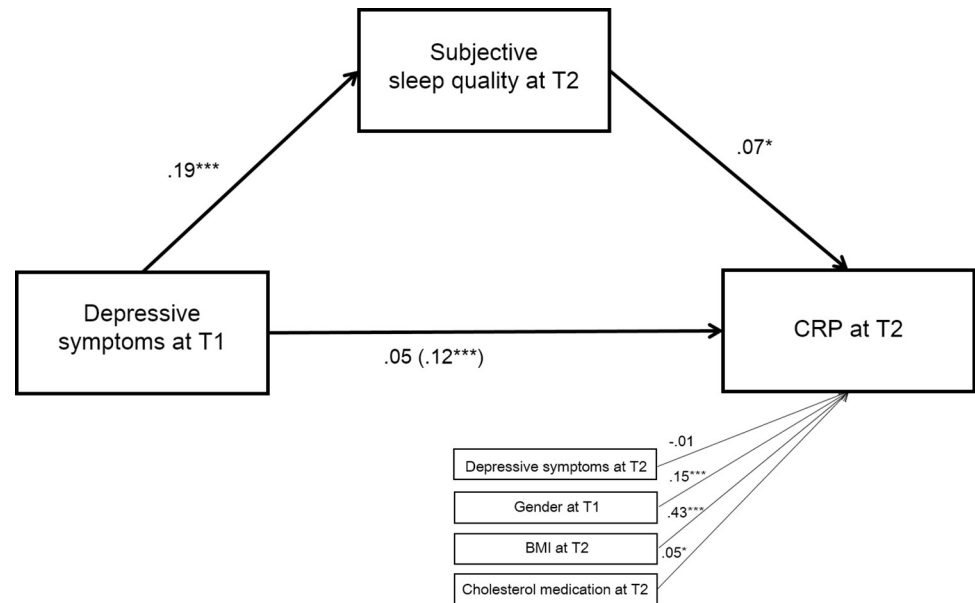 Subjective
sleep quality at T2
.19***
.07*
Depressive
symptoms at T1
CRP at T2
.05 (.12***)
-.01
Depressive symptoms at T2
.15***
Gender at T1
.43***
BMI at T2
.05*
Cholesterol medication at T2